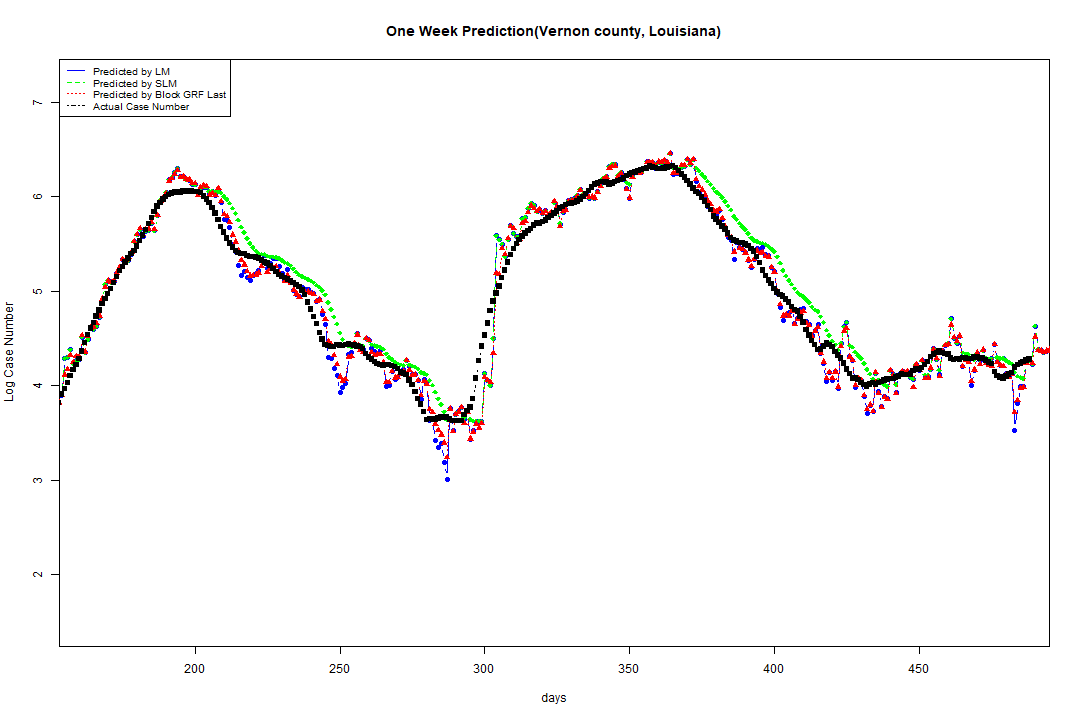 One Week Prediction(Vernon county, Louisiana)
Predicted by LM
Predicted by SLM
Predicted by Block GRF Last
Actual Case Number
7
6
5
4
3
2
Log Case Number
200 250 300 350 400 450
days